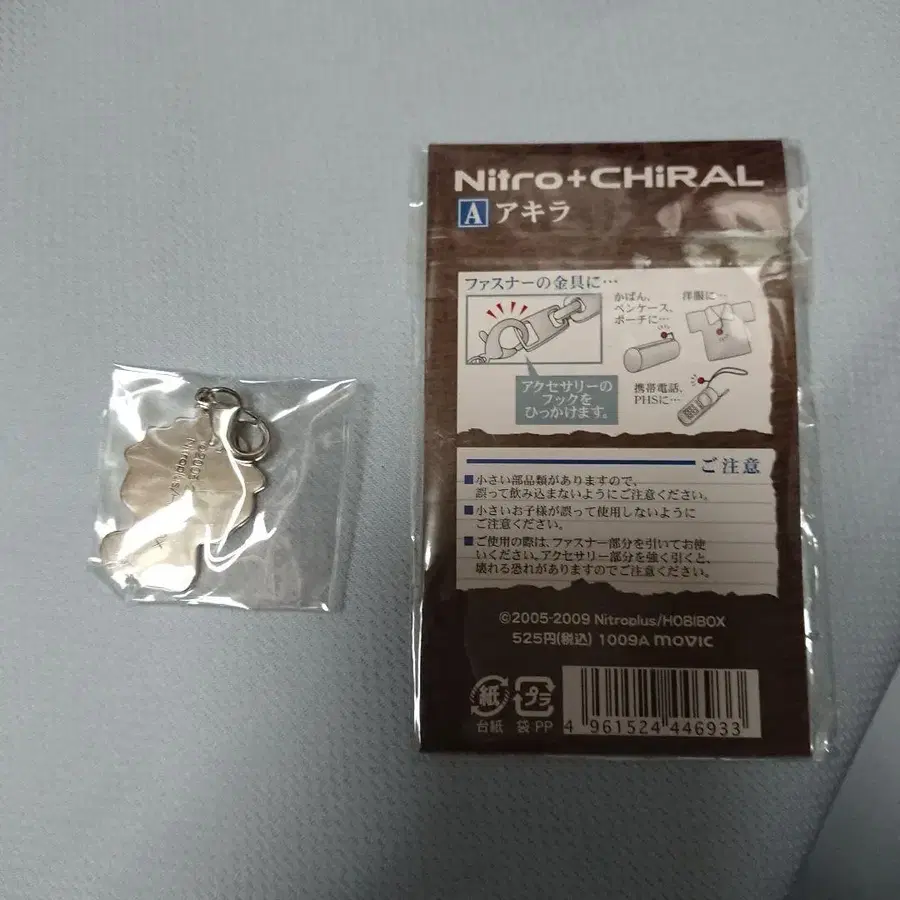 Nitro+CHiRAL
A アキラ
ファスナーの金具に…
かばん、
ペンケース、
ポーチに…
洋服に…
アクセサリーの
フックを
ひっかけます。
携帯電話、
PHSに…
ご注意
■小さい部品類がありますので、
誤って飲み込まないようにご注意ください。
■小さいお子様が誤って使用しないように
ご注意ください。
■ご使用の際は、ファスナー部分を引いてお使
いください。アクセサリー部分を強く引くと、
壊れる恐れがありますのでご注意ください。
©2005-2009 Nitroplus/HOBIBOX
525円(税込) 1009A movic
紙 プラ
台紙 袋 PP
4 961524 446933
Nitroplus/